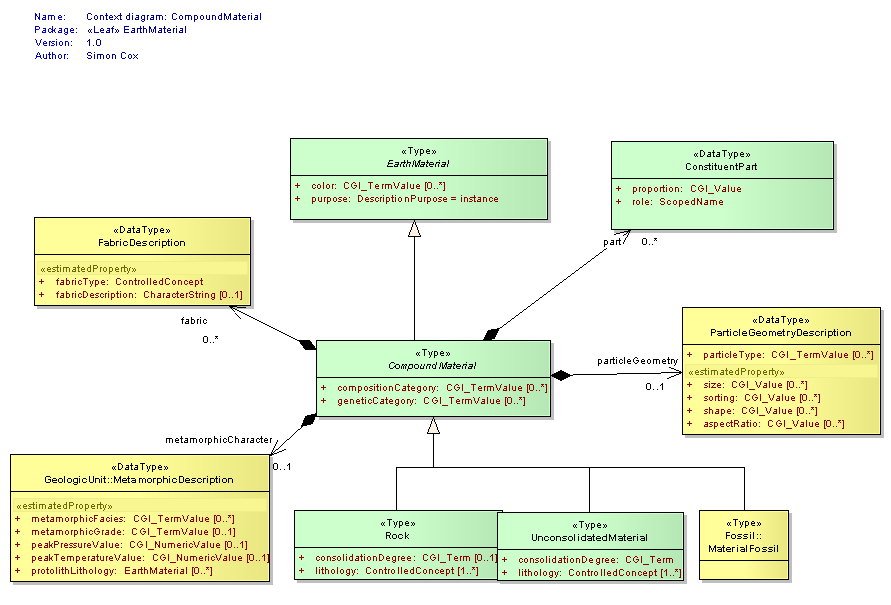 Name: Context diagram: CompoundMaterial
Package: «Leaf» EarthMaterial
Version: 1.0
Author: Simon Cox
«Type»
EarthMaterial
+ color: CGI_TermValue [0..*]
+ purpose: DescriptionPurpose = instance
«DataType»
ConstituentPart
+ proportion: CGI_Value
+ role: ScopedName
part
0..*
«DataType»
FabricDescription
«estimatedProperty»
+ fabricType: ControlledConcept
+ fabricDescription: CharacterString [0..1]
fabric
0..*
«Type»
CompoundMaterial
+ compositionCategory: CGI_TermValue [0..*]
+ geneticCategory: CGI_TermValue [0..*]
particleGeometry
0..1
«DataType»
ParticleGeometryDescription
+ particleType: CGI_TermValue [0..*]
«estimatedProperty»
+ size: CGI_Value [0..*]
+ sorting: CGI_Value [0..*]
+ shape: CGI_Value [0..*]
+ aspectRatio: CGI_Value [0..*]
metamorphicCharacter
0..1
«DataType»
GeologicUnit::MetamorphicDescription
«estimatedProperty»
+ metamorphicFacies: CGI_TermValue [0..*]
+ metamorphicGrade: CGI_TermValue [0..1]
+ peakPressureValue: CGI_NumericValue [0..1]
+ peakTemperatureValue: CGI_NumericValue [0..1]
+ protolithLithology: EarthMaterial [0..*]
«Type»
Rock
+ consolidationDegree: CGI_Term [0..1]
+ lithology: ControlledConcept [1..*]
«Type»
UnconsolidatedMaterial
+ consolidationDegree: CGI_Term
+ lithology: ControlledConcept [1..*]
«Type»
Fossil::
MaterialFossil